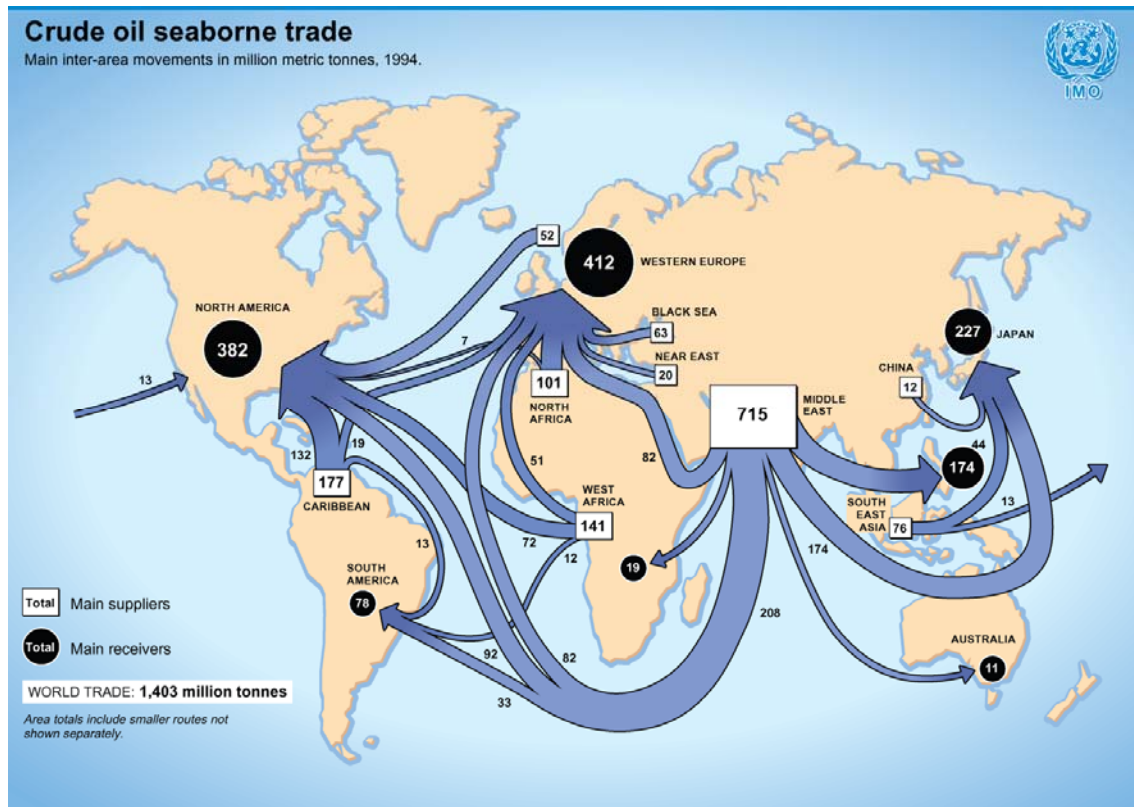 Crude oil seaborne trade
Main inter-area movements in million metric tonnes, 1994.
IMO
52
412
WESTERN EUROPE
NORTH AMERICA
382
BLACK SEA
63
227
JAPAN
7
NEAR EAST
20
CHINA
12
13
101
NORTH
AFRICA
715
MIDDLE
EAST
132
19
177
CARIBBEAN
51
82
44
174
WEST
AFRICA
141
SOUTH
EAST
ASIA
76
13
13
72
12
174
SOUTH
AMERICA
78
19
208
92
82
33
AUSTRALIA
11
Total
Main suppliers
Total
Main receivers
WORLD TRADE: 1,403 million tonnes
Area totals include smaller routes not
shown separately.